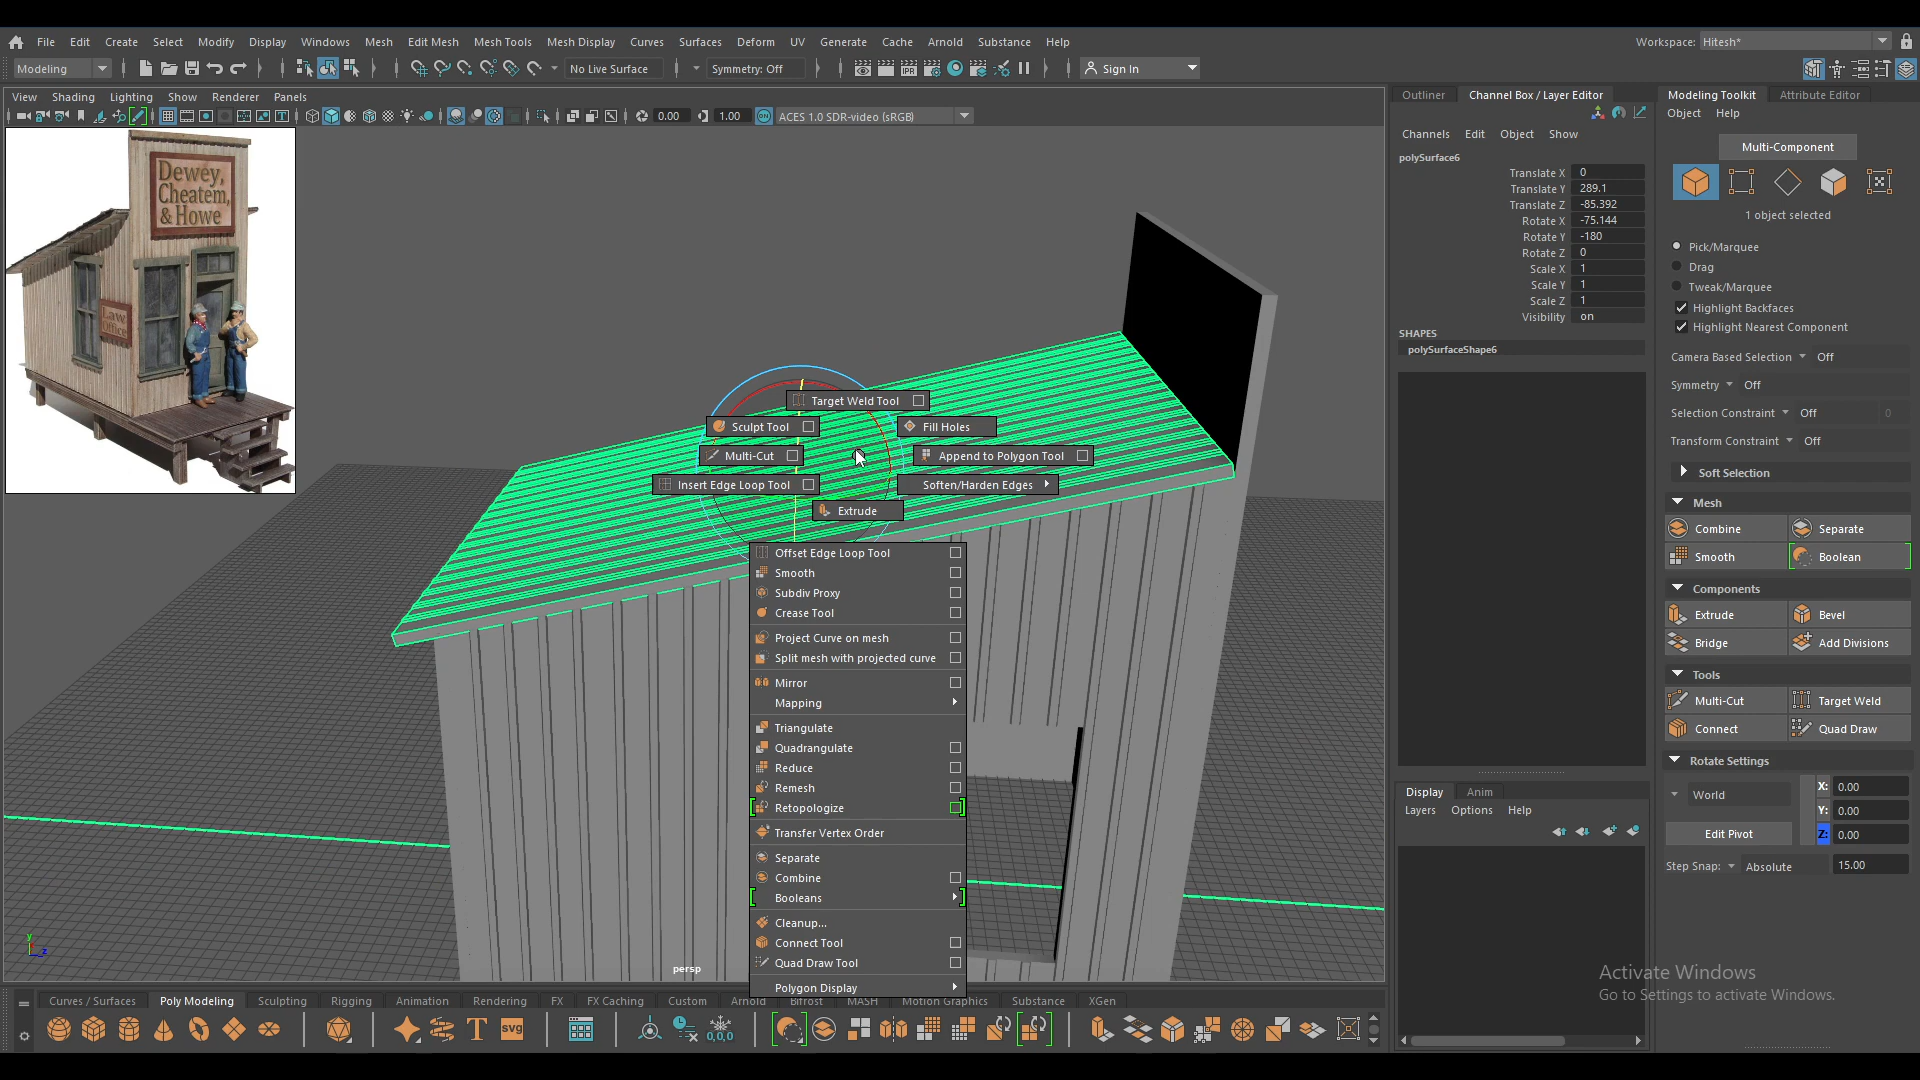 File Edit Create Select Modify Display Windows Mesh Edit Mesh Mesh Tools Mesh Display Curves Surfaces Deform UV Generate Cache Arnold Substance Help
Workspace: Hitesh*
Modeling
No Live Surface
Symmetry: Off
IPR
Sign In
View Shading Lighting Show Renderer Panels
0.00
1.00
ACES 1.0 SDR-video (sRGB)
Dewey,
Cheatem,
& Howe
Law
Office
Target Weld Tool
Sculpt Tool
Fill Holes
Multi-Cut
Append to Polygon Tool
Insert Edge Loop Tool
Soften/Harden Edges
Extrude
Offset Edge Loop Tool
Smooth
Subdiv Proxy
Crease Tool
Project Curve on mesh
Split mesh with projected curve
Mirror
Mapping
Triangulate
Quadrangulate
Reduce
Remesh
Retopologize
Transfer Vertex Order
Separate
Combine
Booleans
Cleanup...
Connect Tool
Quad Draw Tool
Polygon Display
persp
y
z
Outliner Channel Box / Layer Editor
Channels Edit Object Show
polySurface6
Translate X 0
Translate Y 289.1
Translate Z -85.392
Rotate X -75.144
Rotate Y -180
Rotate Z 0
Scale X 1
Scale Y 1
Scale Z 1
Visibility on
SHAPES
polySurfaceShape6
Display Anim
Layers Options Help
Modeling Toolkit Attribute Editor
Object Help
Multi-Component
1 object selected
Pick/Marquee
Drag
Tweak/Marquee
Highlight Backfaces
Highlight Nearest Component
Camera Based Selection Off
Symmetry Off
Selection Constraint Off 0
Transform Constraint Off
Soft Selection
Mesh
Combine Separate
Smooth Boolean
Components
Extrude Bevel
Bridge Add Divisions
Tools
Multi-Cut Target Weld
Connect Quad Draw
Rotate Settings
World
X: 0.00
Y: 0.00
Edit Pivot
Z: 0.00
Step Snap: Absolute 15.00
Activate Windows
Go to Settings to activate Windows.
Curves / Surfaces Poly Modeling Sculpting Rigging Animation Rendering FX FX Caching Custom Arnold Bifrost MASH Motion Graphics Substance XGen
T
svg
0,0,0